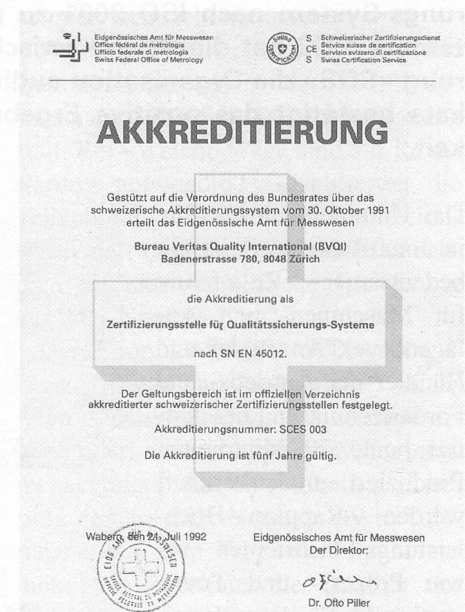 Eidgenössisches Amt für Messwesen
Office fédéral de métrologie
Ufficio federale di metrologia
Swiss Federal Office of Metrology
S Schweizerischer Zertifizierungsdienst
CE Service suisse de certification
S Servizio svizzero di certificazione
S Swiss Certification Service
AKKREDITIERUNG
Gestützt auf die Verordnung des Bundesrates über das
schweizerische Akkreditierungssystem vom 30. Oktober 1991
erteilt das Eidgenössische Amt für Messwesen
Bureau Veritas Quality International (BVQI)
Badenerstrasse 780, 8048 Zürich
die Akkreditierung als
Zertifizierungsstelle für Qualitätssicherungs-Systeme
nach SN EN 45012.
Der Geltungsbereich ist im offiziellen Verzeichnis
akkreditierter schweizerischer Zertifizierungsstellen festgelegt.
Akkreditierungsnummer: SCES 003
Die Akkreditierung ist fünf Jahre gültig.
Wabern, den 21. Juli 1992
Eidgenössisches Amt für Messwesen
Der Direktor:
Dr. Otto Piller